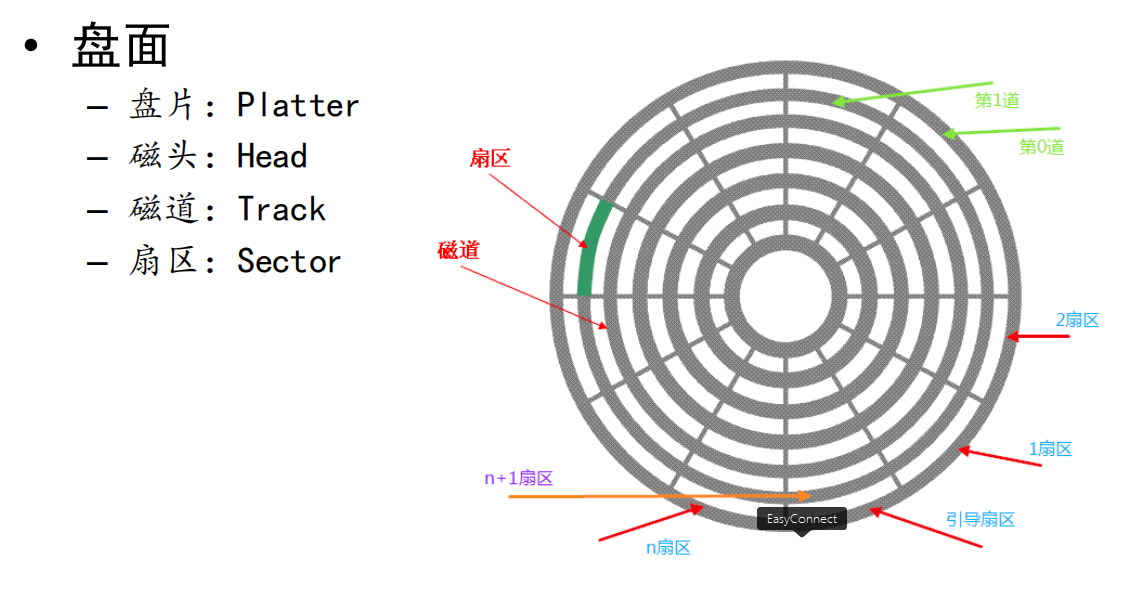 • 盘面
– 盘片：Platter
– 磁头：Head
– 磁道：Track
– 扇区：Sector
第1道
第0道
扇区
磁道
2扇区
1扇区
n+1扇区
引导扇区
EasyConnect
n扇区